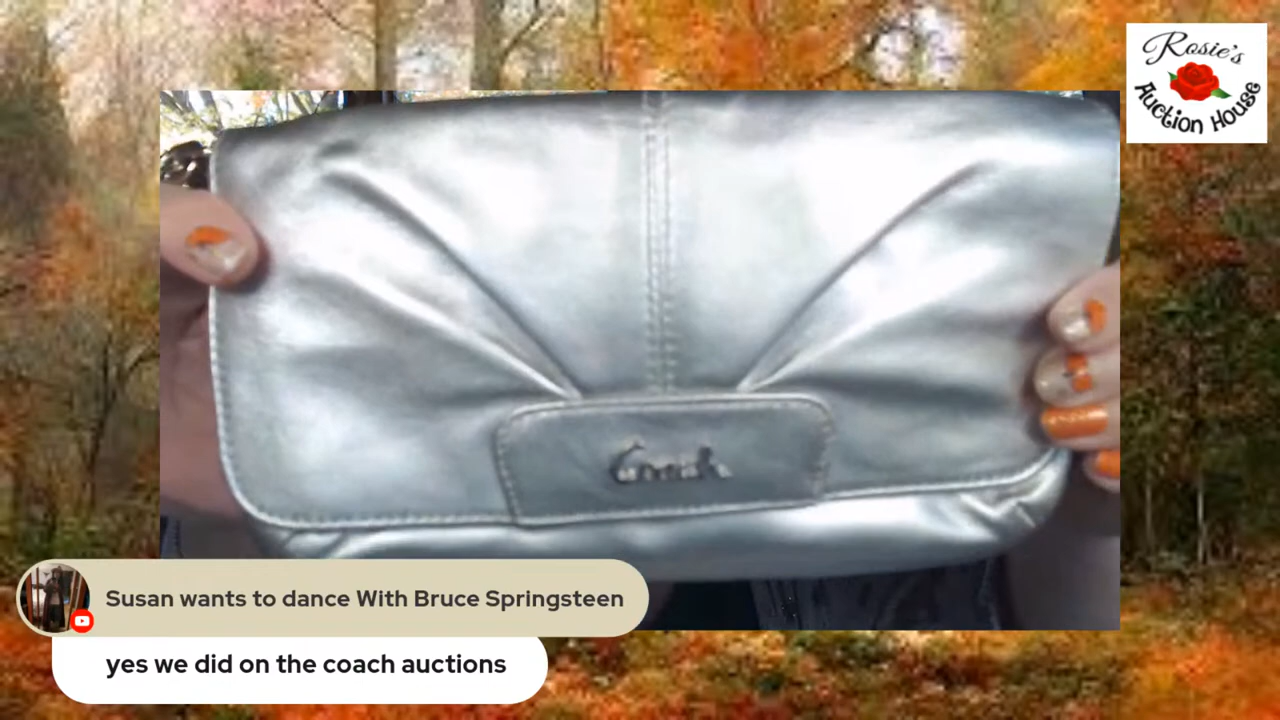 Rosie's
Auction House
Coach
Susan wants to dance With Bruce Springsteen
yes we did on the coach auctions